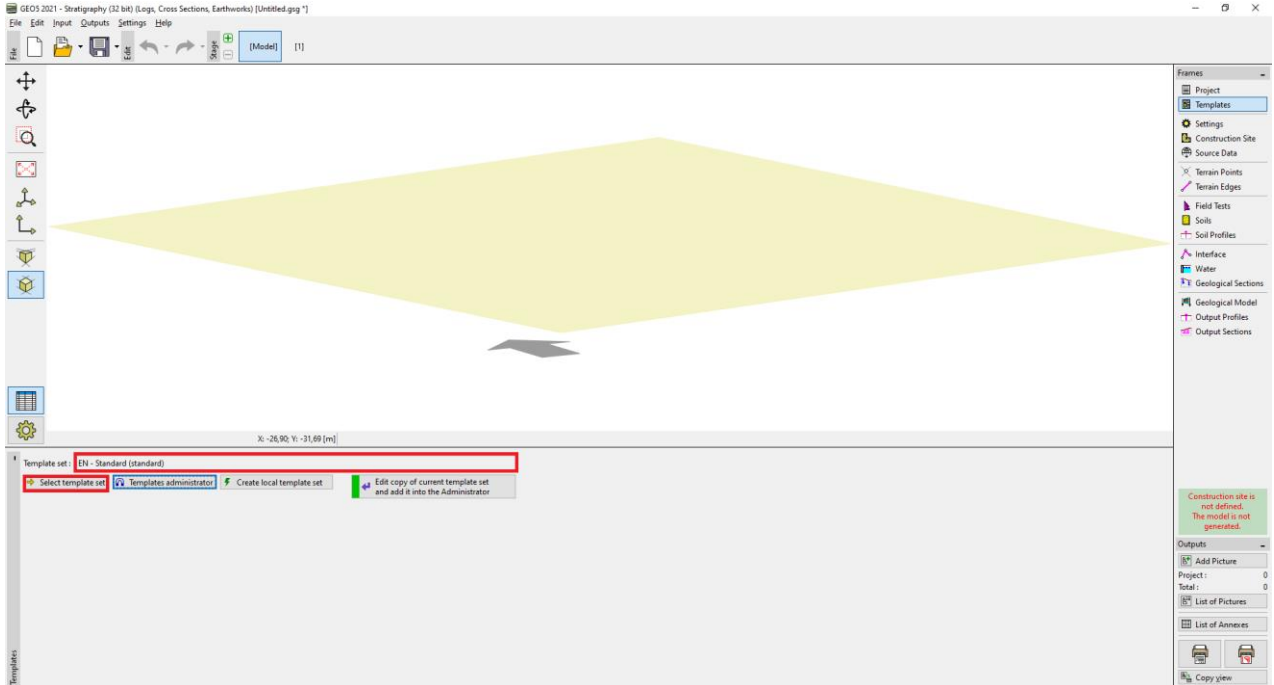 GEO5 2021 - Stratigraphy (32 bit) (Logs, Cross Sections, Earthworks) [Untitled.gsg *]
File Edit Input Outputs Settings Help
File
Edit
Stage
[Model] [1]
X: -26,90; Y: -31,69 [m]
Frames
Project
Templates
Settings
Construction Site
Source Data
Terrain Points
Terrain Edges
Field Tests
Soils
Soil Profiles
Interface
Water
Geological Sections
Geological Model
Output Profiles
Output Sections
Template set : EN - Standard (standard)
Select template set Templates administrator Create local template set Edit copy of current template set
and add it into the Administrator
Templates
Construction site is
not defined.
The model is not
generated.
Outputs
Add Picture
Project : 0
Total : 0
List of Pictures
List of Annexes
Copy view